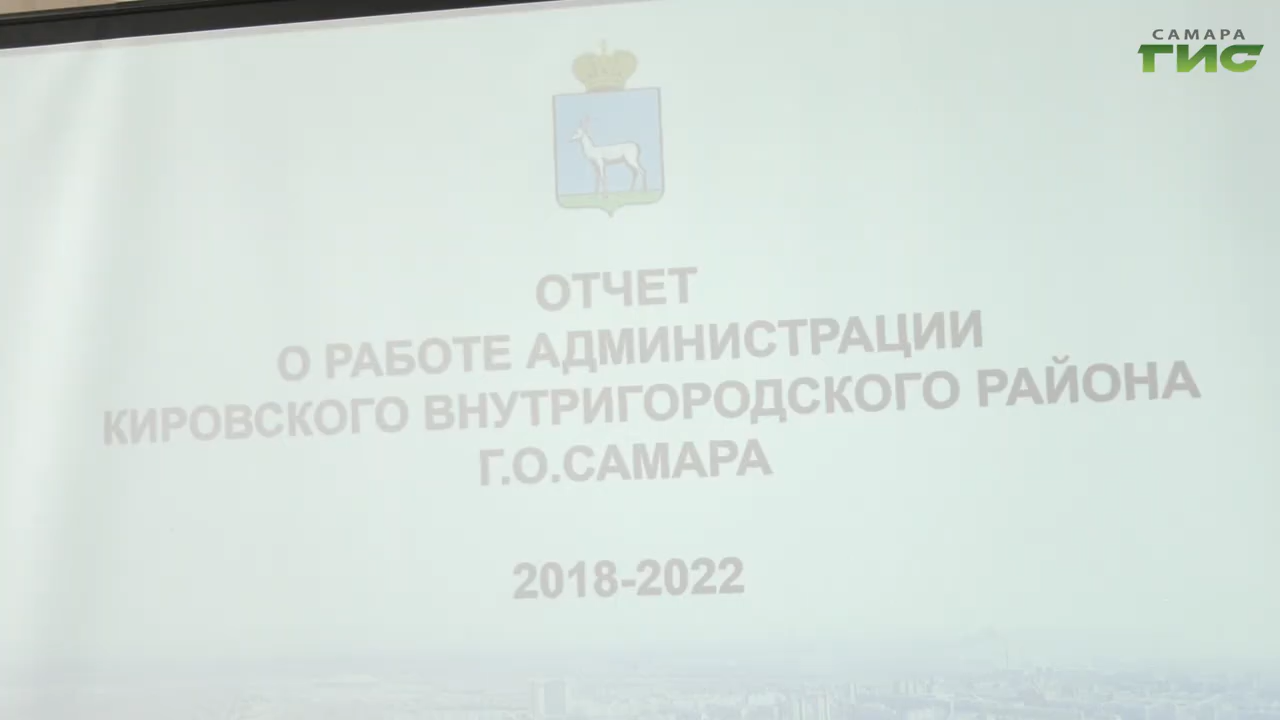 САМАРА
ГИС
ОТЧЕТ
О РАБОТЕ АДМИНИСТРАЦИИ
КИРОВСКОГО ВНУТРИГОРОДСКОГО РАЙОНА
Г.О.САМАРА
2018-2022